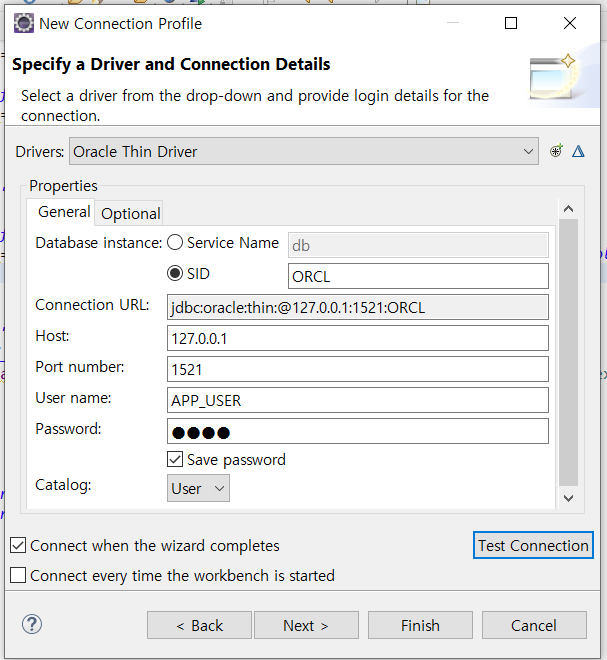 New Connection Profile
Specify a Driver and Connection Details
Select a driver from the drop-down and provide login details for the
connection.
Drivers: Oracle Thin Driver
Properties
General Optional
Database instance: Service Name db
SID ORCL
Connection URL: jdbc:oracle:thin:@127.0.0.1:1521:ORCL
Host: 127.0.0.1
Port number: 1521
User name: APP_USER
Password: ●●●●
Save password
Catalog: User
Connect when the wizard completes Test Connection
Connect every time the workbench is started
? < Back Next > Finish Cancel